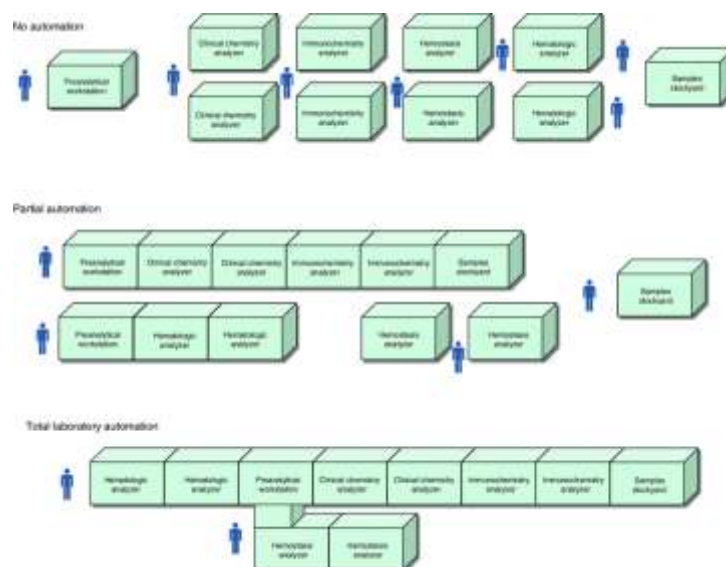 No automation
Clinical chemistry
analyzer
Immunochemistry
analyzer
Hemostasis
analyzer
Hematologic
analyzer
Preanalytical
workstation
Samples
stockyard
Clinical chemistry
analyzer
Immunochemistry
analyzer
Hemostasis
analyzer
Hematologic
analyzer
Partial automation
Preanalytical
workstation
Clinical chemistry
analyzer
Clinical chemistry
analyzer
Immunochemistry
analyzer
Immunochemistry
analyzer
Samples
stockyard
Samples
stockyard
Preanalytical
workstation
Hematologic
analyzer
Hematologic
analyzer
Hemostasis
analyzer
Hemostasis
analyzer
Total laboratory automation
Hematologic
analyzer
Hematologic
analyzer
Preanalytical
workstation
Clinical chemistry
analyzer
Clinical chemistry
analyzer
Immunochemistry
analyzer
Immunochemistry
analyzer
Samples
stockyard
Hemostasis
analyzer
Hemostasis
analyzer